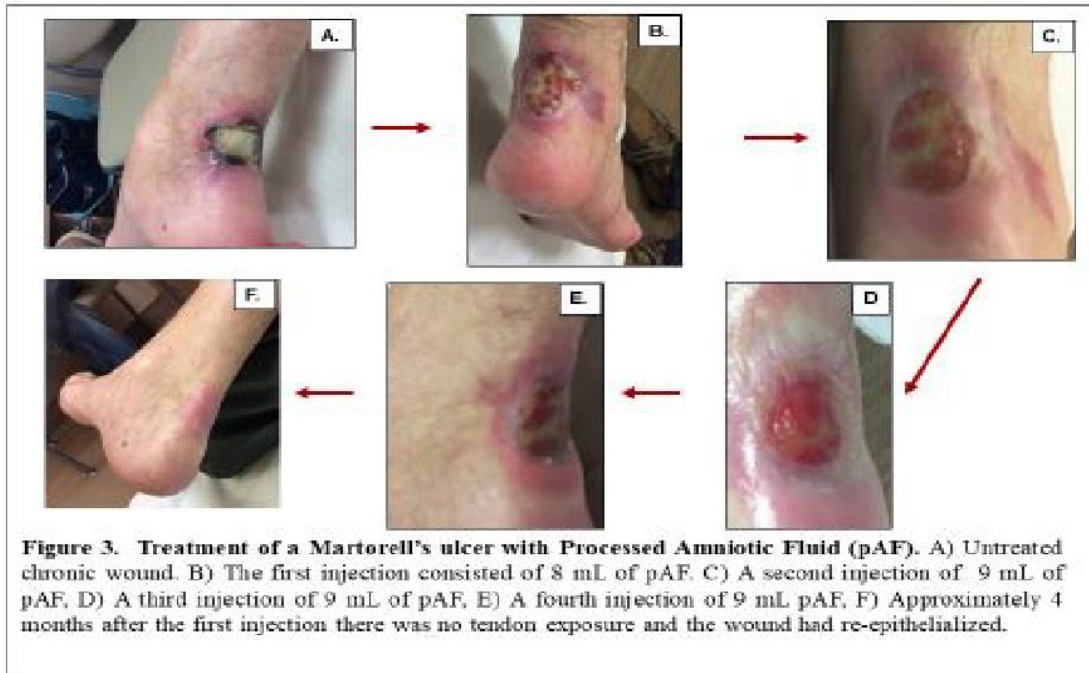 A.
B.
C.
F.
E.
D
Figure 3. Treatment of a Martorell's ulcer with Processed Amniotic Fluid (pAF). A) Untreated
chronic wound. B) The first injection consisted of 8 mL of pAF. C) A second injection of 9 mL of
pAF, D) A third injection of 9 mL of pAF, E) A fourth injection of 9 mL pAF, F) Approximately 4
months after the first injection there was no tendon exposure and the wound had re-epithelialized.